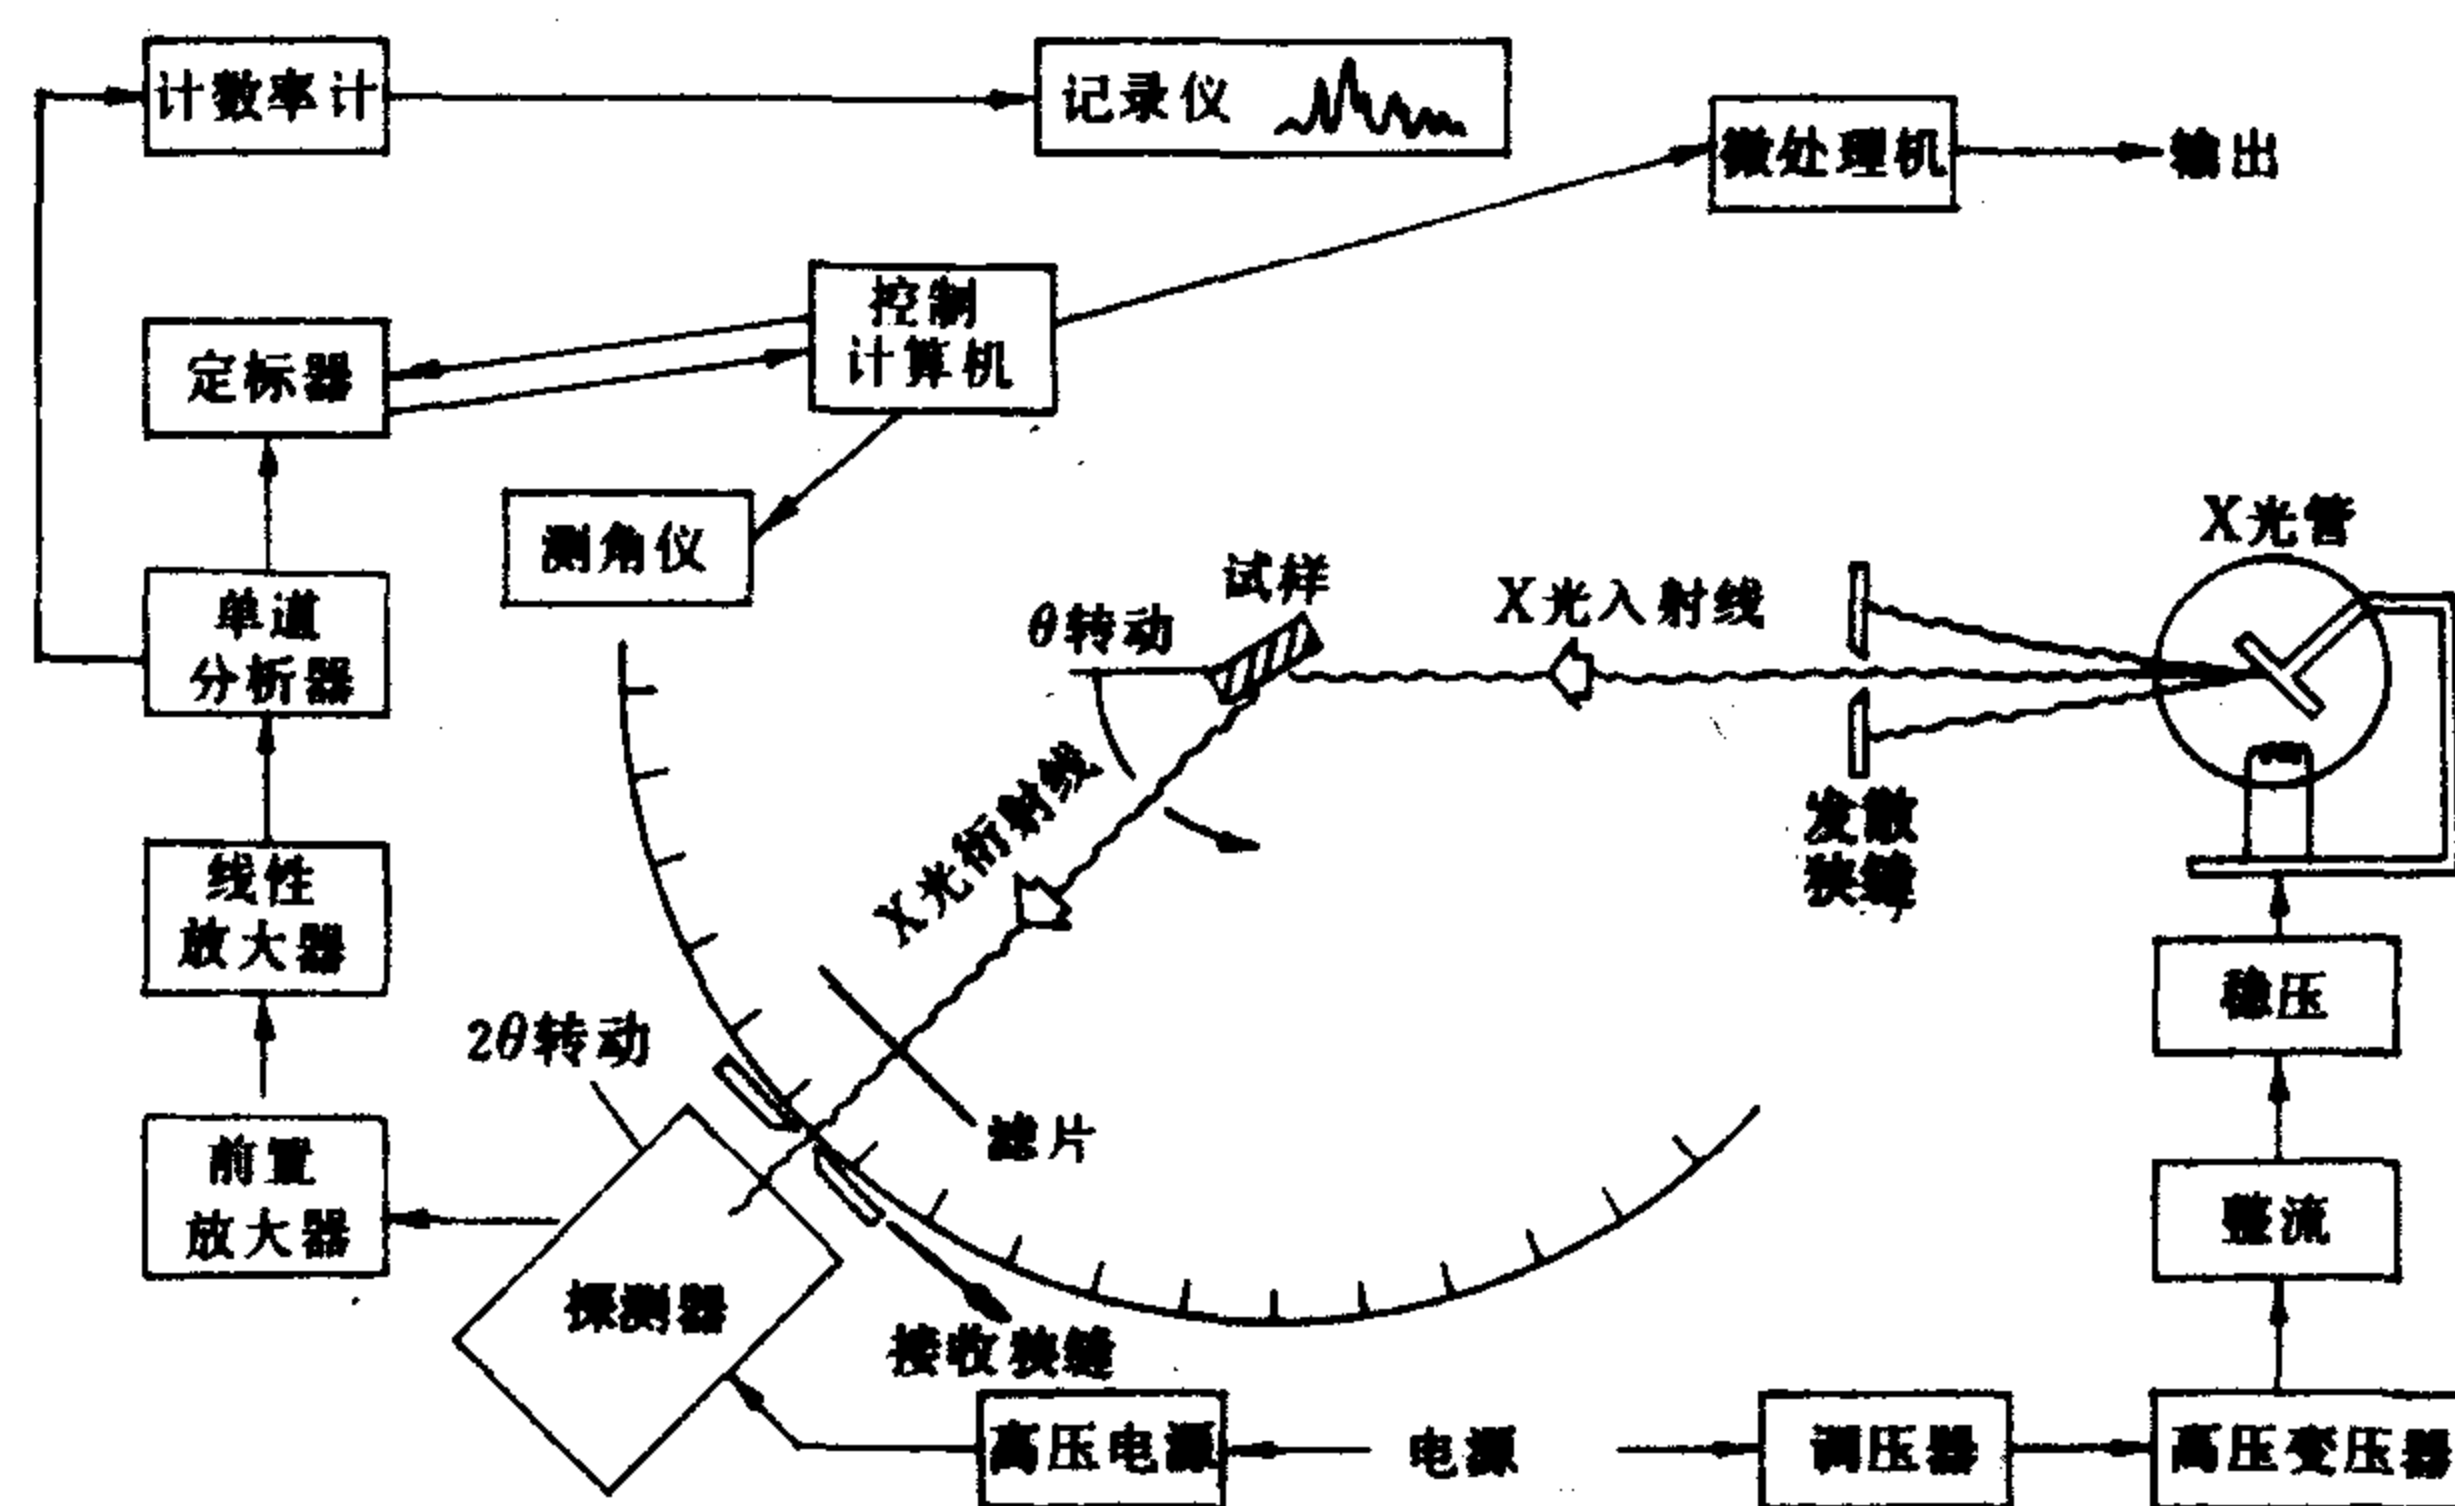 计数率计
记录仪
微处理机
输出
控制
计算机
定标器
测角仪
X光管
试样
X光入射线
θ转动
单道
分析器
X光衍射线
发散
狭缝
线性
放大器
稳压
2θ转动
滤片
前置
放大器
整流
探测器
接收狭缝
高压电源
电源
调压器
高压变压器